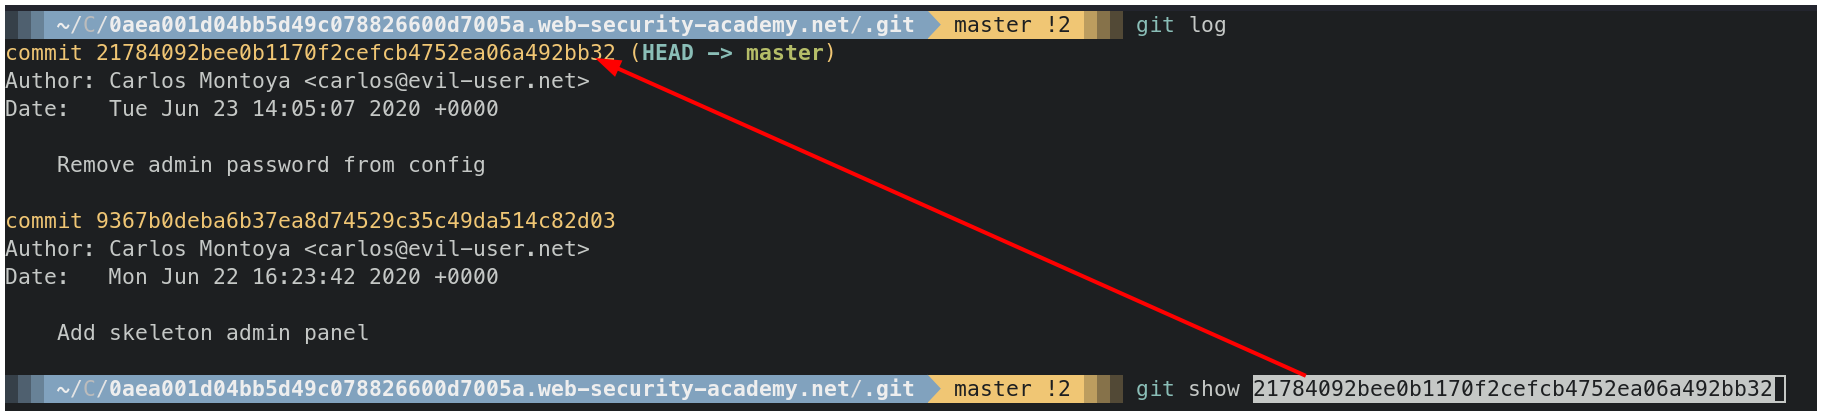 ~/C/0aea001d04bb5d49c078826600d7005a.web-security-academy.net/.git master !2 git log
commit 21784092bee0b1170f2cefcb4752ea06a492bb32 (HEAD -> master)
Author: Carlos Montoya <carlos@evil-user.net>
Date:   Tue Jun 23 14:05:07 2020 +0000
    Remove admin password from config
commit 9367b0deba6b37ea8d74529c35c49da514c82d03
Author: Carlos Montoya <carlos@evil-user.net>
Date:   Mon Jun 22 16:23:42 2020 +0000
    Add skeleton admin panel
~/C/0aea001d04bb5d49c078826600d7005a.web-security-academy.net/.git master !2 git show 21784092bee0b1170f2cefcb4752ea06a492bb32